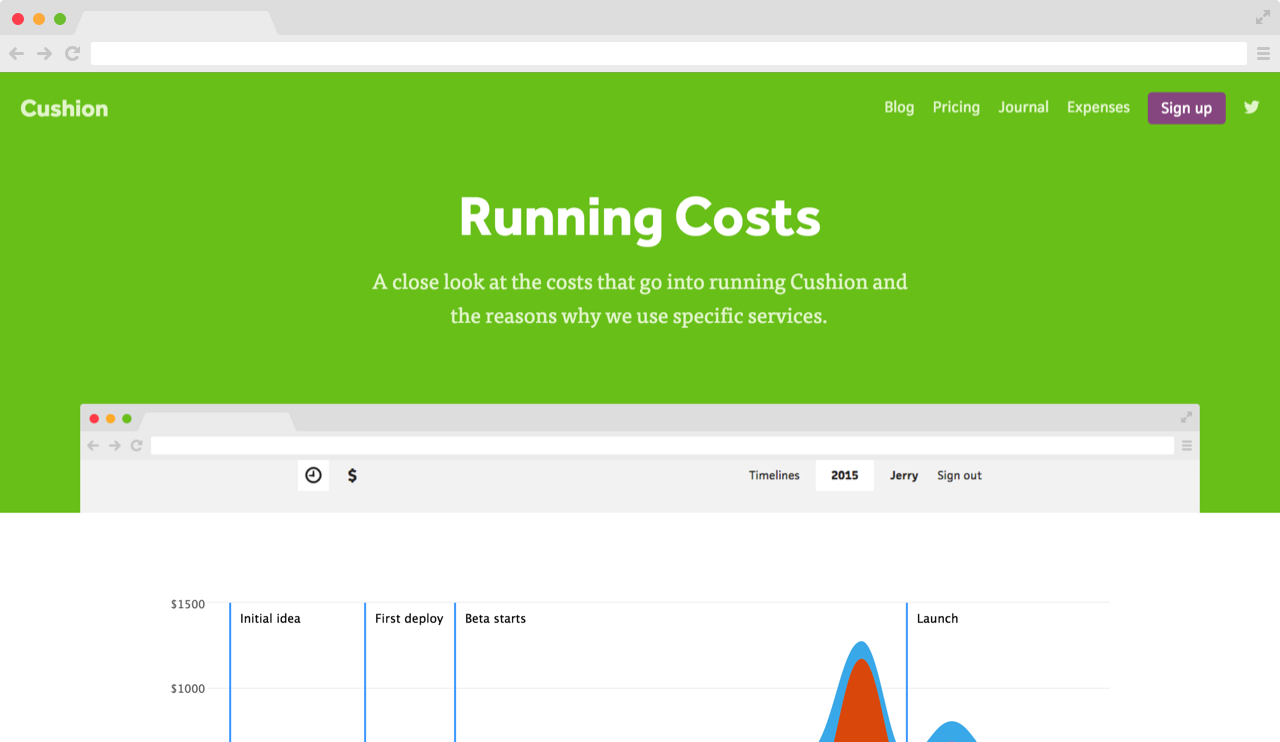 Cushion
Blog Pricing Journal Expenses Sign up
Running Costs
A close look at the costs that go into running Cushion and
the reasons why we use specific services.
$ Timelines 2015 Jerry Sign out
$1500
Initial idea First deploy Beta starts Launch
$1000